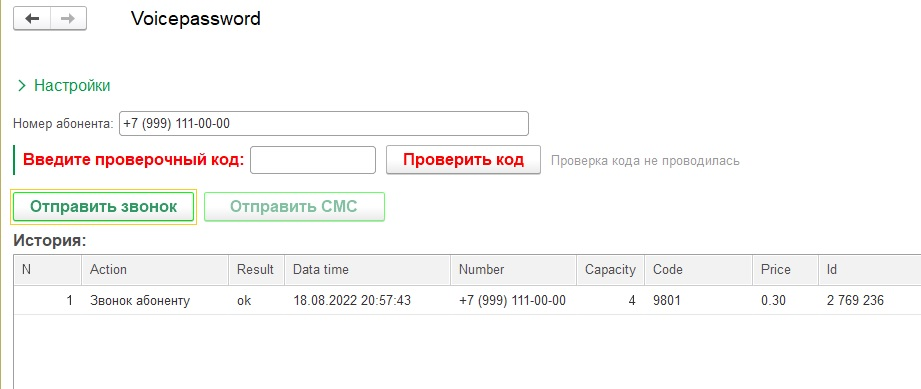 Voicepassword
Настройки
Номер абонента: +7 (999) 111-00-00
Введите проверочный код: Проверить код Проверка кода не проводилась
Отправить звонок Отправить СМС
История:
N Action Result Data time Number Capacity Code Price Id
1 Звонок абоненту ok 18.08.2022 20:57:43 +7 (999) 111-00-00 4 9801 0.30 2 769 236